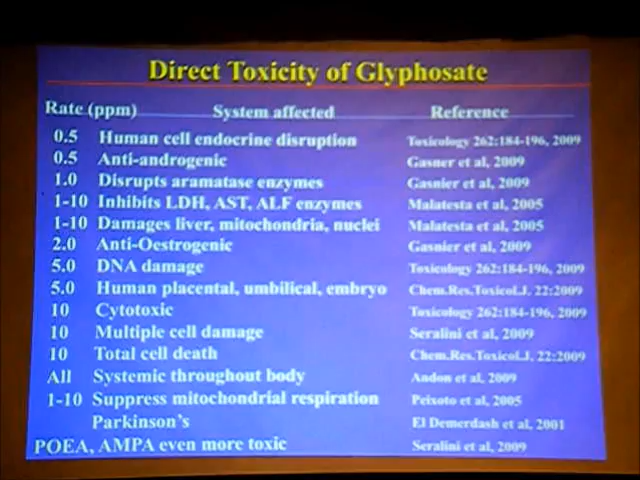 Direct Toxicity of Glyphosate
Rate (ppm) System affected Reference
0.5 Human cell endocrine disruption Toxicology 262:184-196, 2009
0.5 Anti-androgenic Gasner et al, 2009
1.0 Disrupts aramatase enzymes Gasnier et al, 2009
1-10 Inhibits LDH, AST, ALF enzymes Malatesta et al, 2005
1-10 Damages liver, mitochondria, nuclei Malatesta et al, 2005
2.0 Anti-Oestrogenic Gasnier et al, 2009
5.0 DNA damage Toxicology 262:184-196, 2009
5.0 Human placental, umbilical, embryo Chem.Res.Toxicol.J. 22:2009
10 Cytotoxic Toxicology 262:184-196, 2009
10 Multiple cell damage Seralini et al, 2009
10 Total cell death Chem.Res.Toxicol.J. 22:2009
All Systemic throughout body Andon et al, 2009
1-10 Suppress mitochondrial respiration Peixoto et al, 2005
Parkinson's El Demerdash et al, 2001
POEA, AMPA even more toxic Seralini et al, 2009